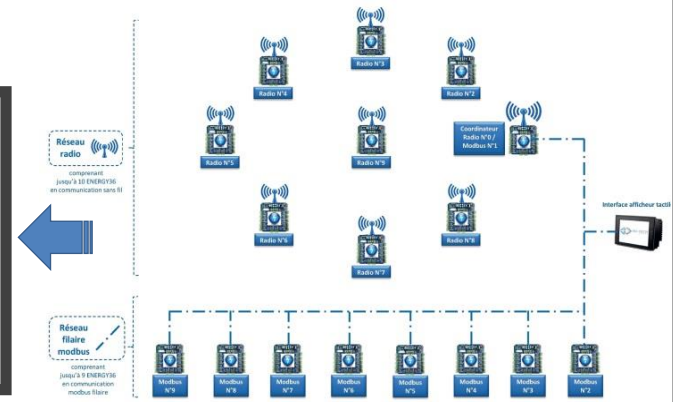 Radio N°3
Radio N°4
Radio N°2
Coordinateur
Radio N°0 /
Modbus N°1
Réseau
radio
Radio N°5
Radio N°9
comprenant
jusqu'à 10 ENERGY36
en communication sans fil
Interface afficheur tactil
Radio N°6
Radio N°8
Radio N°7
Réseau
filaire
modbus
comprenant
jusqu'à 9 ENERGY36
en communication
modbus filaire
Modbus
N°9
Modbus
N°8
Modbus
N°7
Modbus
N°6
Modbus
N°5
Modbus
N°4
Modbus
N°3
Modbus
N°2